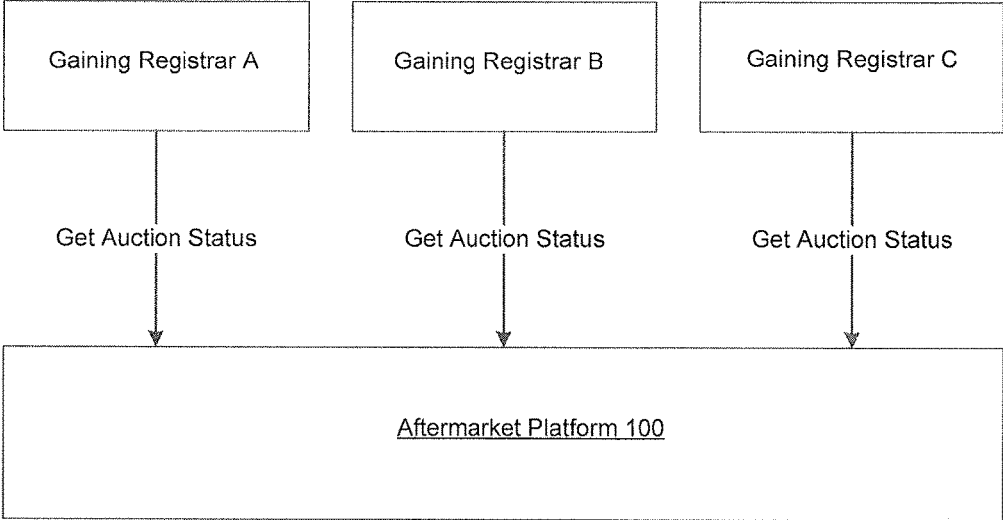 Gaining Registrar A
Gaining Registrar B
Gaining Registrar C
Get Auction Status
Get Auction Status
Get Auction Status
Aftermarket Platform 100